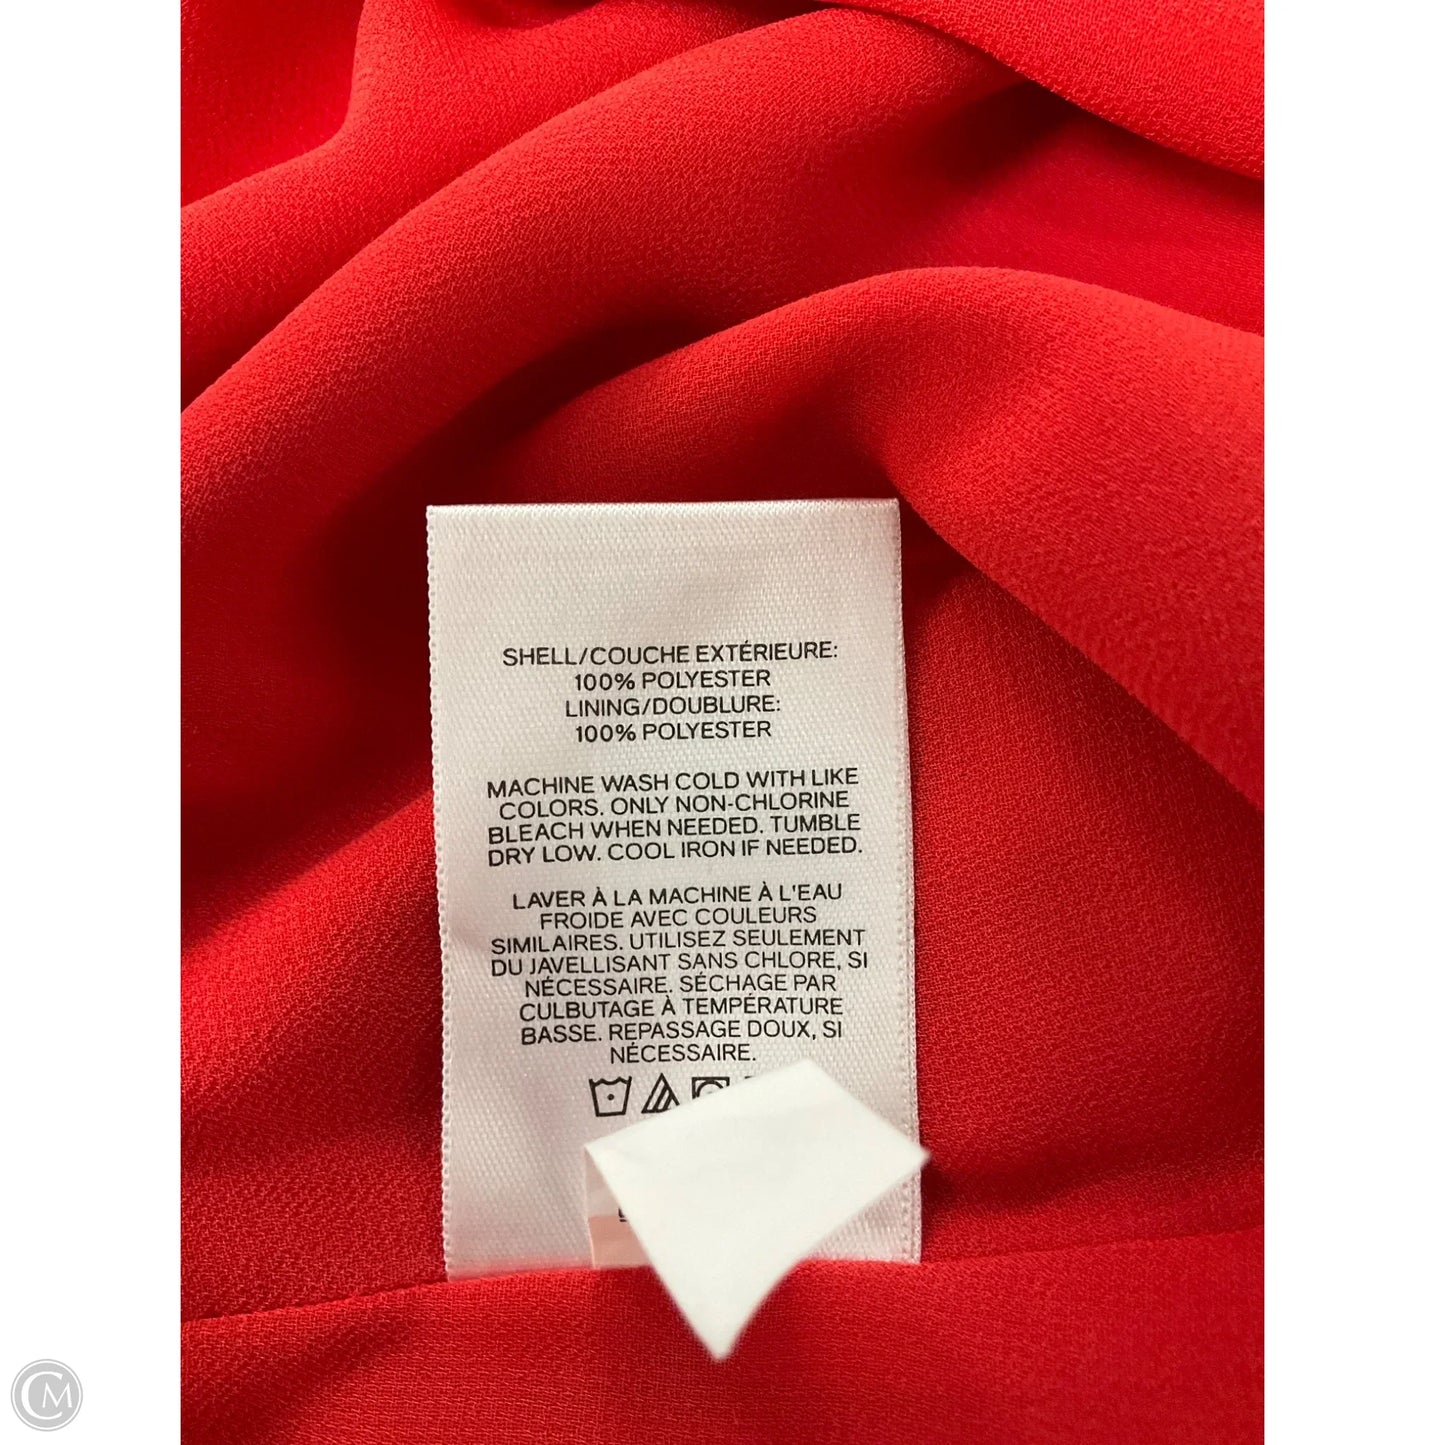 SHELL/COUCHE EXTÉRIEURE:
100% POLYESTER
LINING/DOUBLURE:
100% POLYESTER
MACHINE WASH COLD WITH LIKE
COLORS. ONLY NON-CHLORINE
BLEACH WHEN NEEDED. TUMBLE
DRY LOW. COOL IRON IF NEEDED.
LAVER À LA MACHINE À L'EAU
FROIDE AVEC COULEURS
SIMILAIRES. UTILISEZ SEULEMENT
DU JAVELLISANT SANS CHLORE, SI
NÉCESSAIRE. SÉCHAGE PAR
CULBUTAGE À TEMPÉRATURE
BASSE. REPASSAGE DOUX, SI
NÉCESSAIRE.
CM